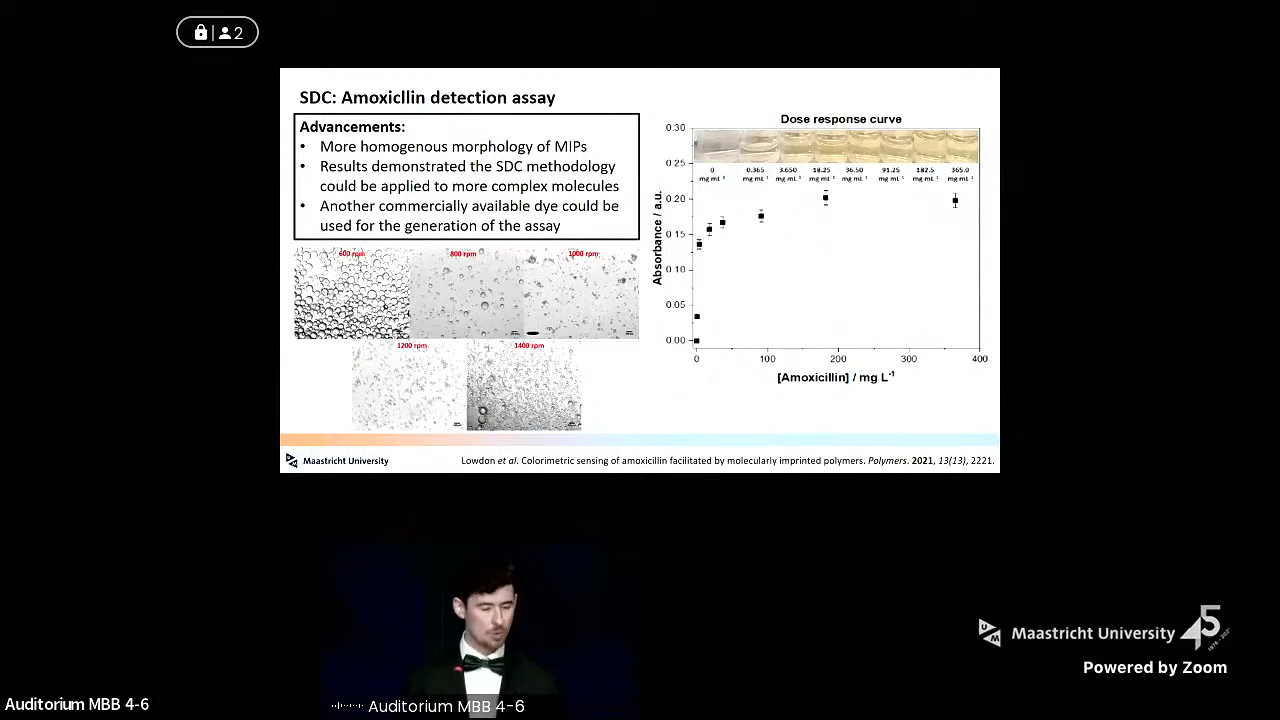 2
SDC: Amoxicllin detection assay
Advancements:
• More homogenous morphology of MIPs
• Results demonstrated the SDC methodology
could be applied to more complex molecules
• Another commercially available dye could be
used for the generation of the assay
600 rpm
800 rpm
1000 rpm
1200 rpm
1400 rpm
Dose response curve
0.30
0.25
0.20
0.15
0.10
0.05
0.00
Absorbance / a.u.
0 0.365 3.650 18.25 36.50 91.25 182.5 365.0
mg mL⁻¹ mg mL⁻¹ mg mL⁻¹ mg mL⁻¹ mg mL⁻¹ mg mL⁻¹ mg mL⁻¹ mg mL⁻¹
0 100 200 300 400
[Amoxicillin] / mg L⁻¹
Maastricht University
Lowdon et al. Colorimetric sensing of amoxicillin facilitated by molecularly imprinted polymers. Polymers. 2021, 13(13), 2221.
UM Maastricht University 45
Powered by Zoom
Auditorium MBB 4-6
Auditorium MBB 4-6